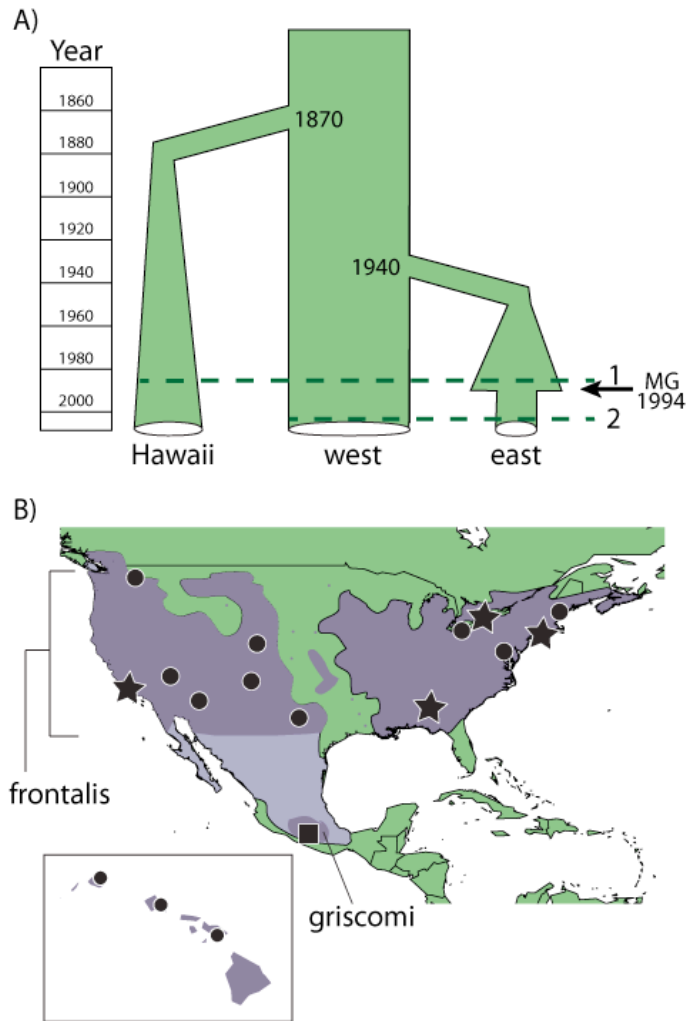 A)
Year
1860
1880
1900
1920
1940
1960
1980
2000
1870
1940
1
MG
1994
2
Hawaii
west
east
B)
frontalis
griscomi